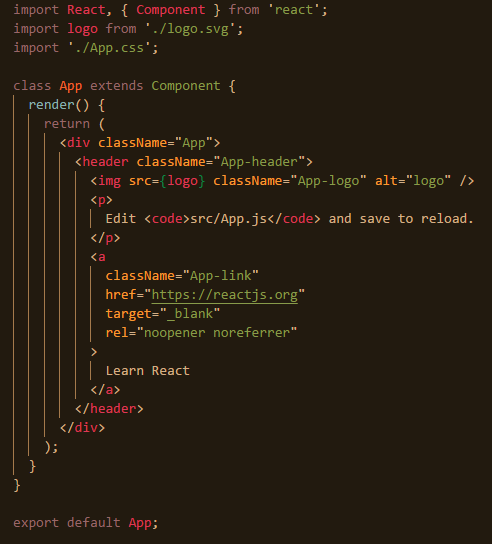 import React, { Component } from 'react';
import logo from './logo.svg';
import './App.css';

class App extends Component {
  render() {
    return (
      <div className="App">
        <header className="App-header">
          <img src={logo} className="App-logo" alt="logo" />
          <p>
            Edit <code>src/App.js</code> and save to reload.
          </p>
          <a
            className="App-link"
            href="https://reactjs.org"
            target="_blank"
            rel="noopener noreferrer"
          >
            Learn React
          </a>
        </header>
      </div>
    );
  }
}

export default App;